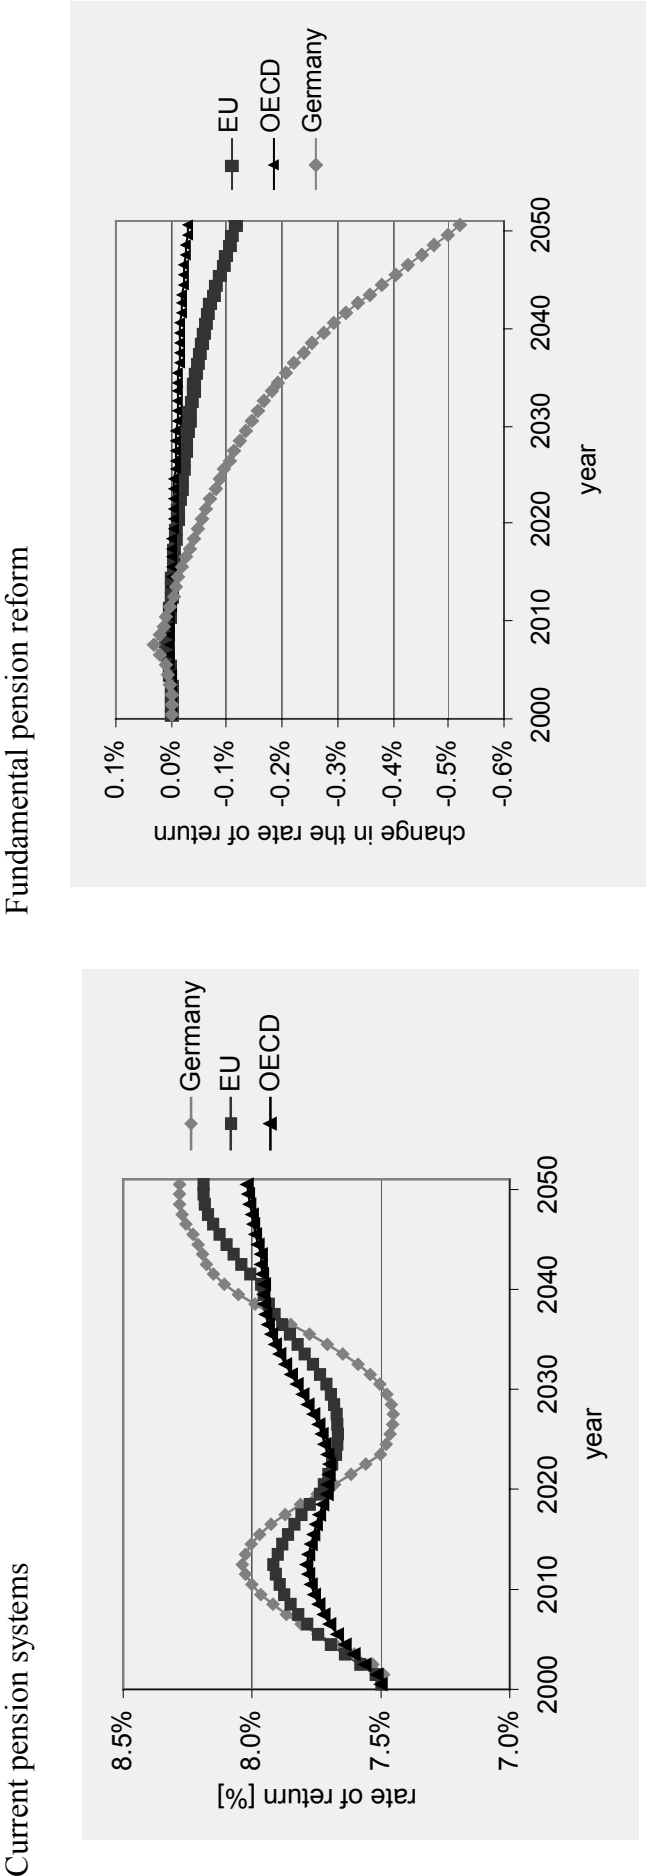 Current pension systems
8.5%
8.0%
7.5%
7.0%
rate of return [%]
2000
2010
2020
2030
2040
2050
year
Germany
EU
OECD
Fundamental pension reform
0.1%
0.0%
-0.1%
-0.2%
-0.3%
-0.4%
-0.5%
-0.6%
change in the rate of return
2000
2010
2020
2030
2040
2050
year
EU
OECD
Germany